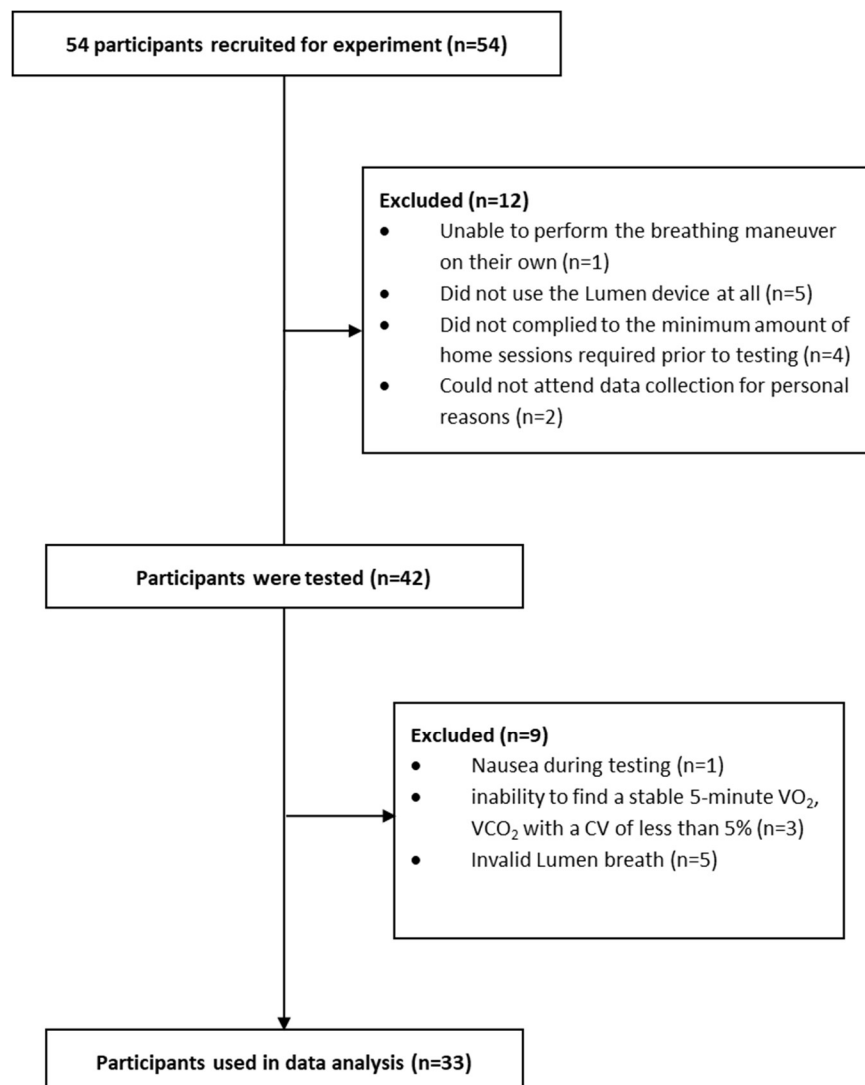 54 participants recruited for experiment (n=54)
Excluded (n=12)
• Unable to perform the breathing maneuver
on their own (n=1)
• Did not use the Lumen device at all (n=5)
• Did not complied to the minimum amount of
home sessions required prior to testing (n=4)
• Could not attend data collection for personal
reasons (n=2)
Participants were tested (n=42)
Excluded (n=9)
• Nausea during testing (n=1)
• inability to find a stable 5-minute VO₂,
VCO₂ with a CV of less than 5% (n=3)
• Invalid Lumen breath (n=5)
Participants used in data analysis (n=33)